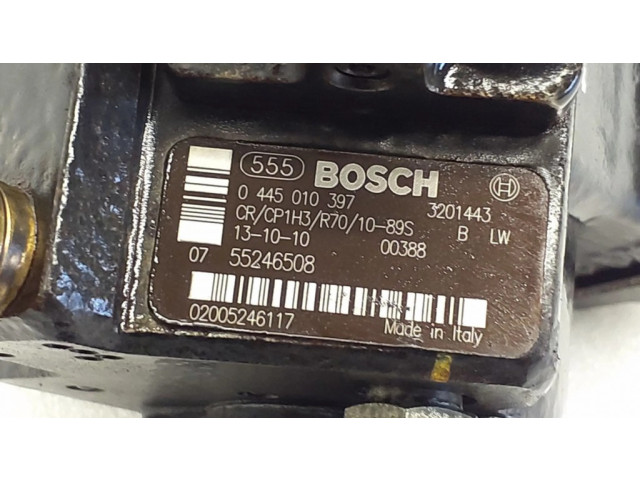 555 BOSCH
0 445 010 397 3201443
CR/CP1H3/R70/10-89S B LW
13-10-10 00388
07 55246508
02005246117 Made in Italy